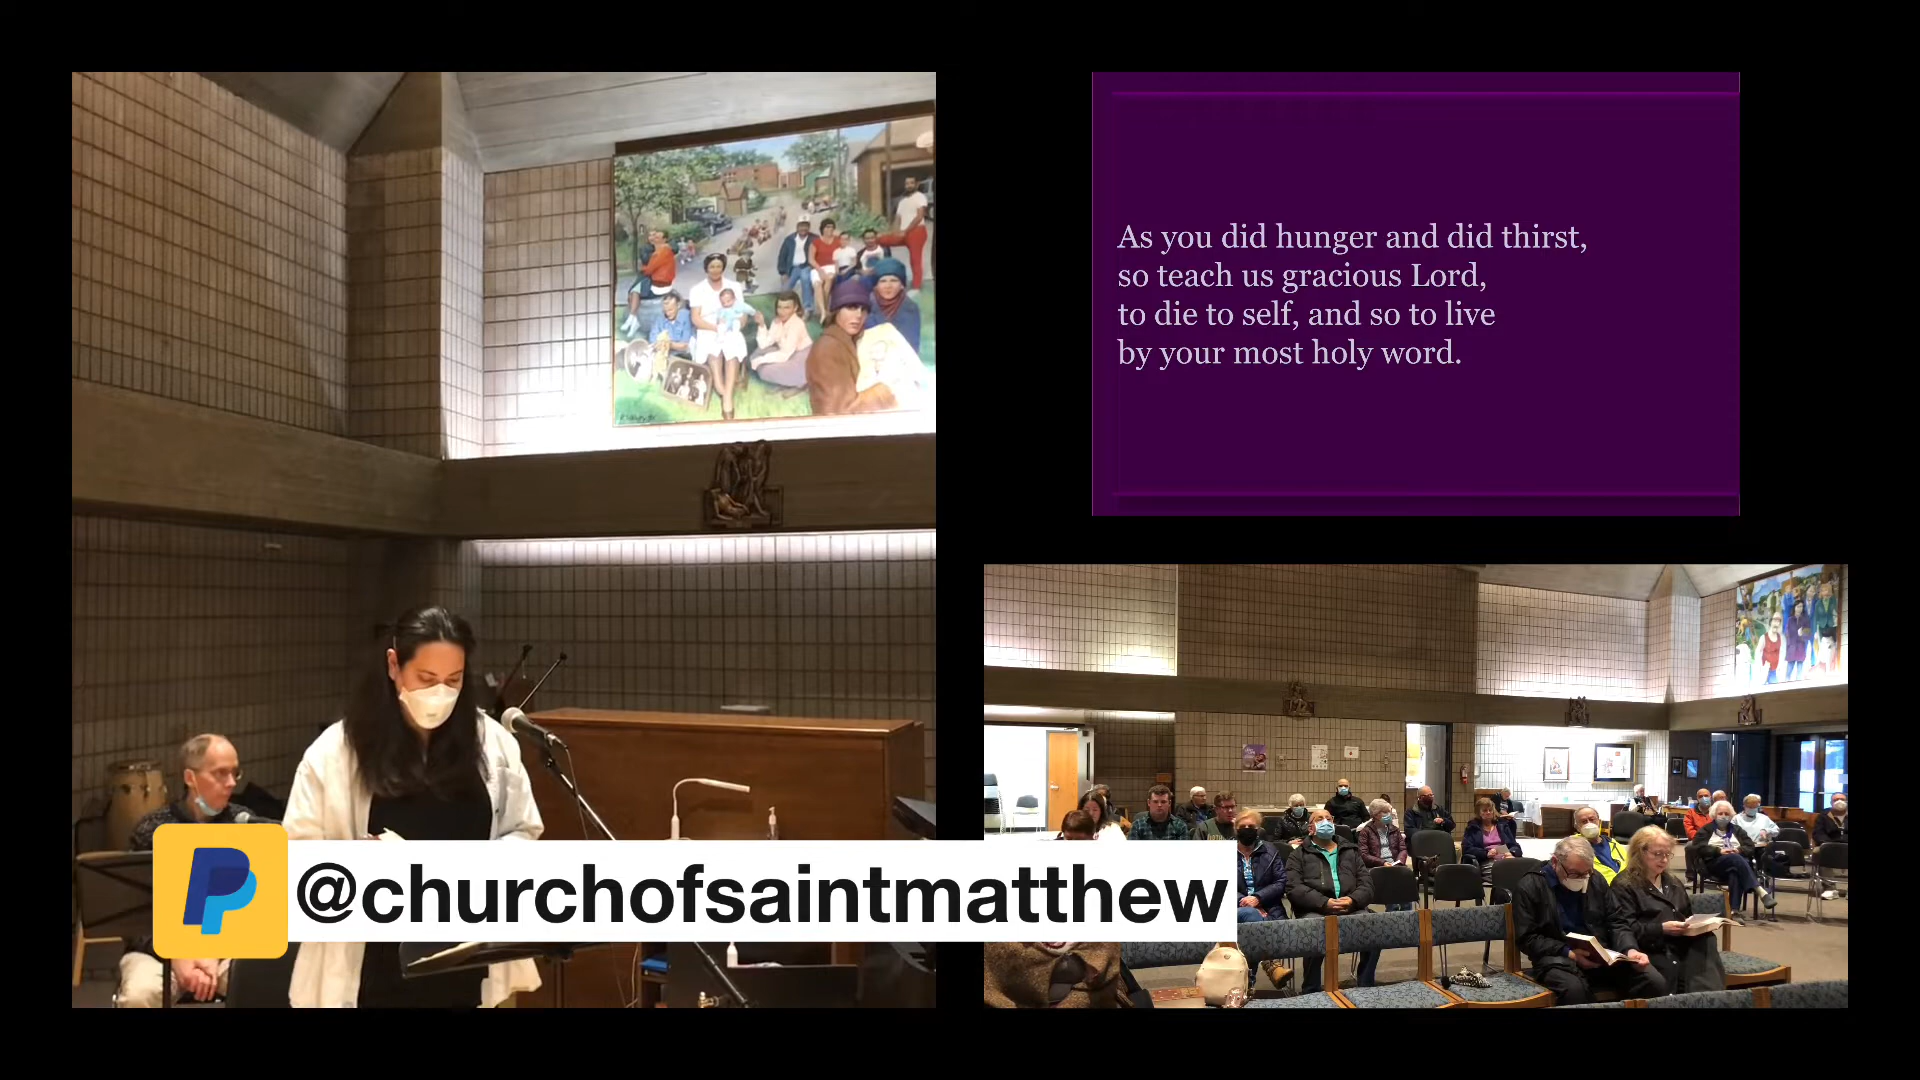 As you did hunger and did thirst,
so teach us gracious Lord,
to die to self, and so to live
by your most holy word.
@churchofsaintmatthew